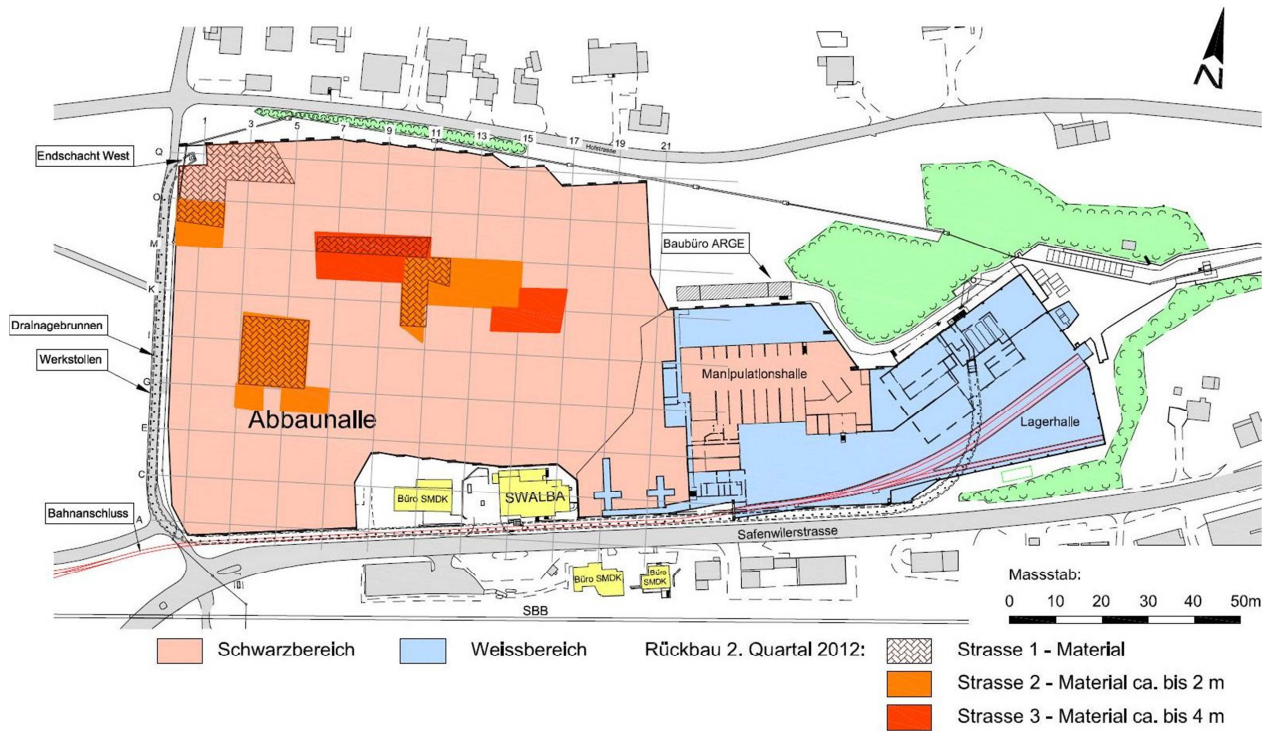 N
1 3 5 7 9 11 13 15 17 19 21
Hofstrasse
Endschacht West
Q
O
M
K
I
G
E
C
A
Baubüro ARGE
Drainagebrunnen
Werkstollen
Manipulationshalle
Abbauhalle
Lagerhalle
Büro SMDK
SWALBA
Bahnanschluss
Safenwilerstrasse
Büro SMDK
Büro
SMDK
SBB
Massstab:
0 10 20 30 40 50m
Schwarzbereich
Weissbereich
Rückbau 2. Quartal 2012:
Strasse 1 - Material
Strasse 2 - Material ca. bis 2 m
Strasse 3 - Material ca. bis 4 m